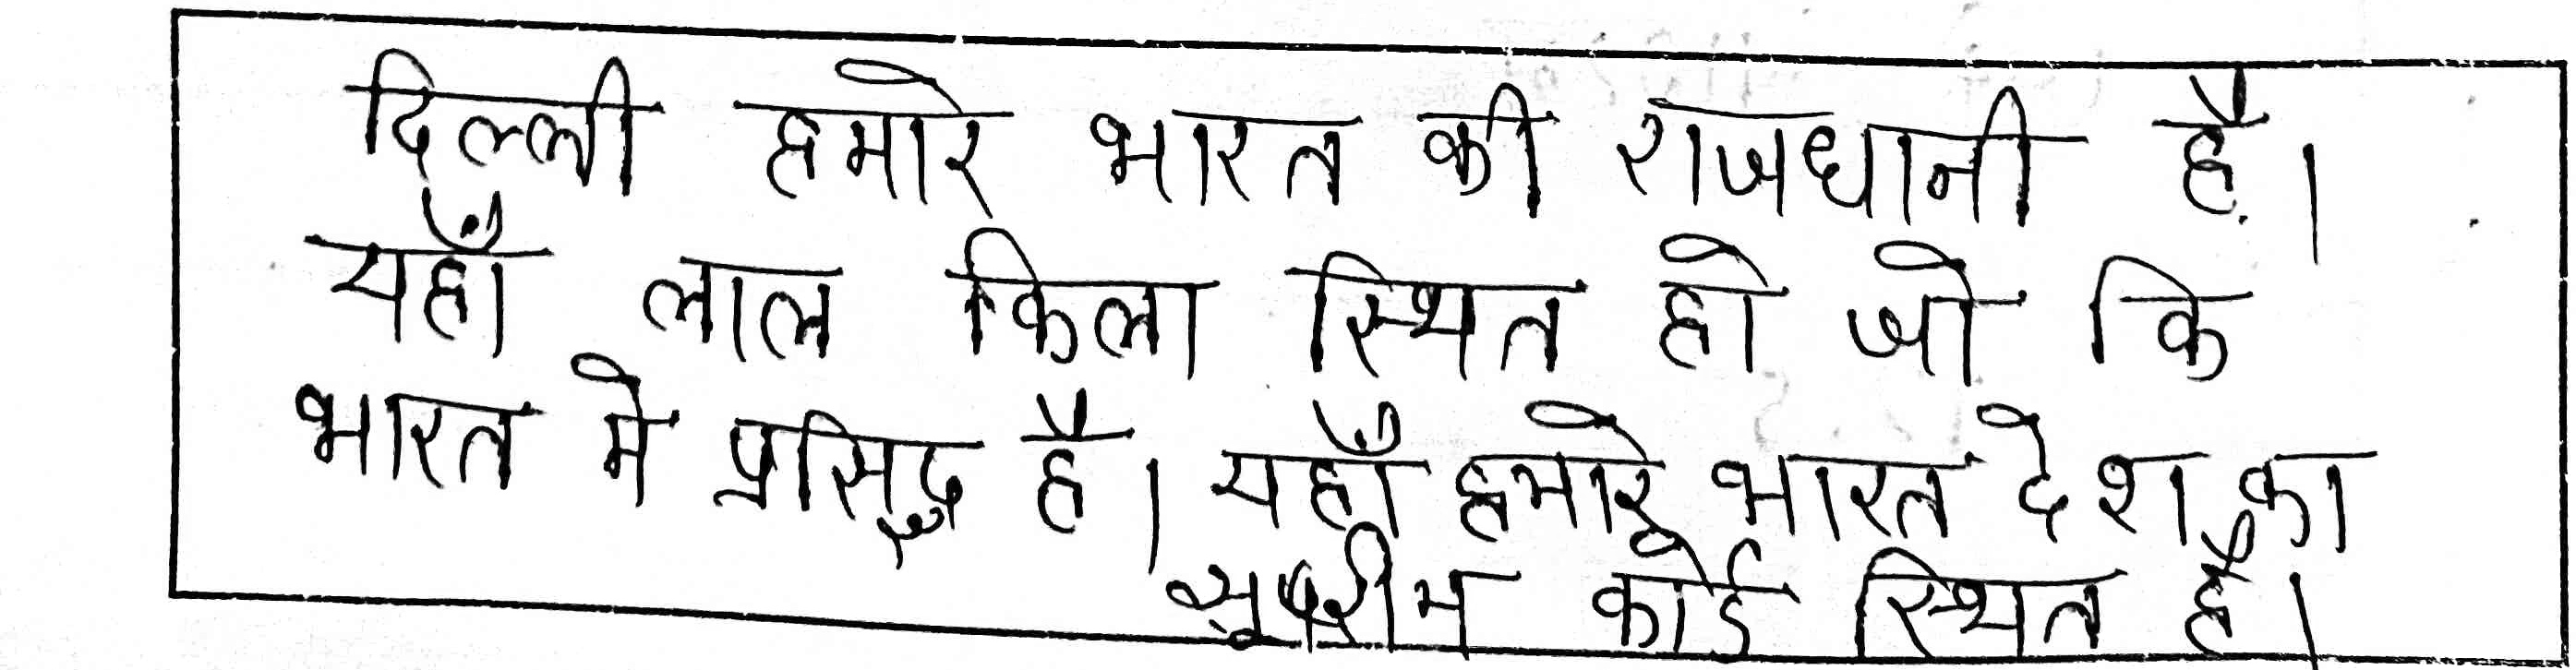 दिल्ली हमारे भारत की राजधानी है।
यहाँ लाल किला स्थित हो जो कि
भारत मे प्रसिद्ध है। यहाँ हमारे भारत देश का
सूप्रीम कोर्ड स्थित है।